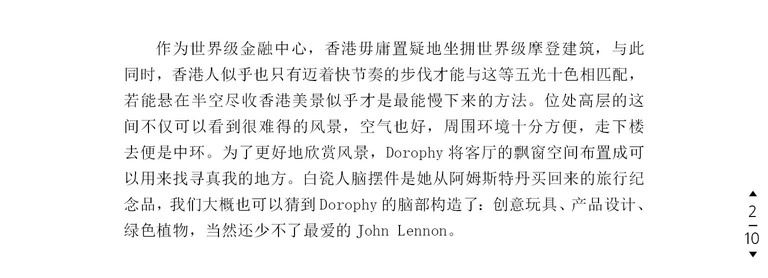 作为世界级金融中心，香港毋庸置疑地坐拥世界级摩登建筑，与此
同时，香港人似乎也只有迈着快节奏的步伐才能与这等五光十色相匹配，
若能悬在半空尽收香港美景似乎才是最能慢下来的方法。位处高层的这
间不仅可以看到很难得的风景，空气也好，周围环境十分方便，走下楼
去便是中环。为了更好地欣赏风景，Dorophy 将客厅的飘窗空间布置成可
以用来找寻真我的地方。白瓷人脑摆件是她从阿姆斯特丹买回来的旅行纪
念品，我们大概也可以猜到 Dorophy 的脑部构造了：创意玩具、产品设计、
绿色植物，当然还少不了最爱的 John Lennon。
2
10